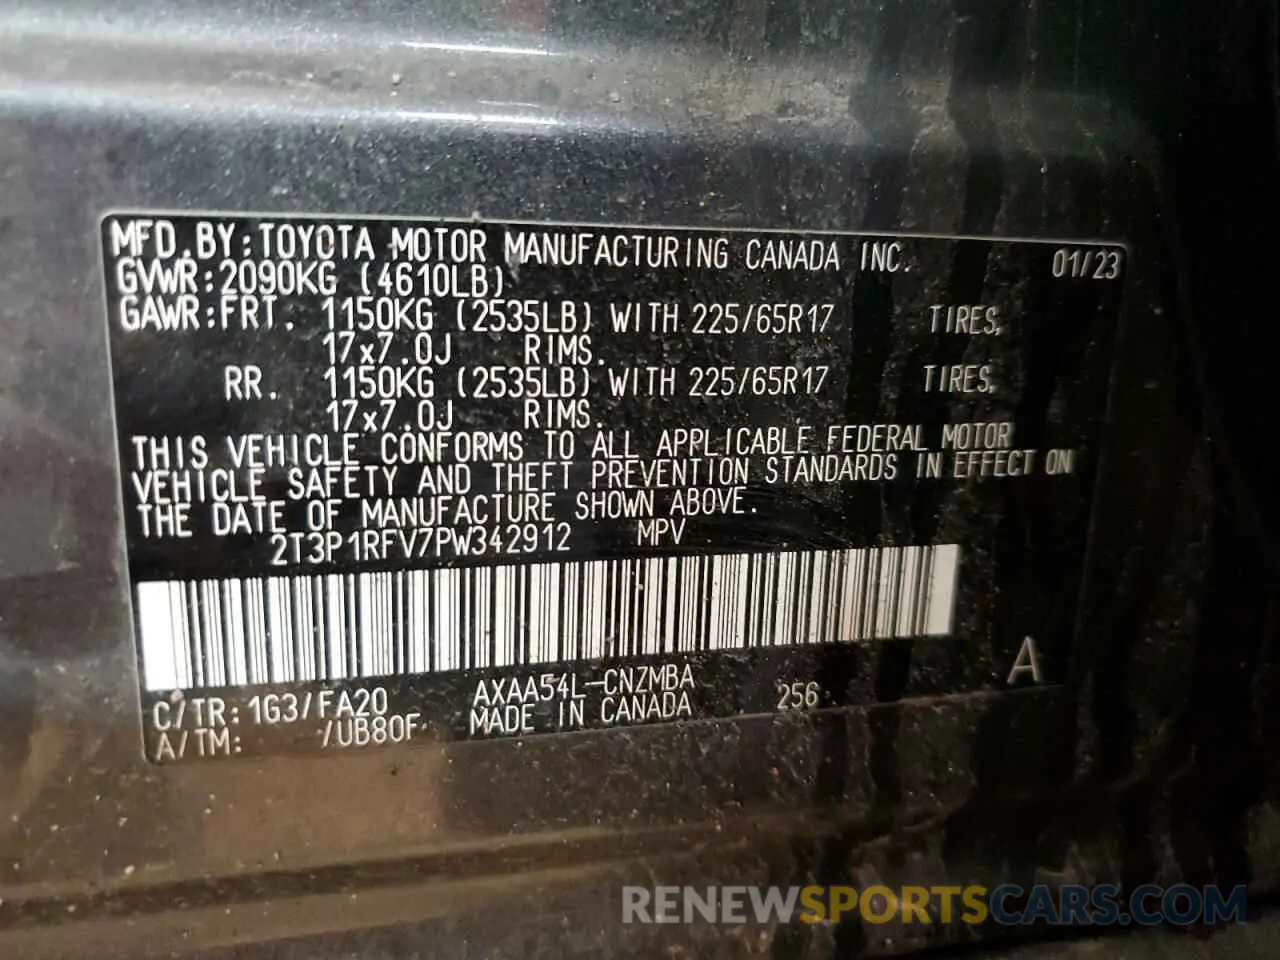 MFD.BY:TOYOTA MOTOR MANUFACTURING CANADA INC. 01/23
GVWR:2090KG (4610LB)
GAWR:FRT. 1150KG (2535LB) WITH 225/65R17 TIRES,
17x7.0J RIMS.
RR. 1150KG (2535LB) WITH 225/65R17 TIRES,
17x7.0J RIMS.
THIS VEHICLE CONFORMS TO ALL APPLICABLE FEDERAL MOTOR
VEHICLE SAFETY AND THEFT PREVENTION STANDARDS IN EFFECT ON
THE DATE OF MANUFACTURE SHOWN ABOVE.
2T3P1RFV7PW342912 MPV
A
C/TR:1G3/FA20 AXAA54L-CNZMBA 256
A/TM: /UB80F MADE IN CANADA
RENEWSPORTSCARS.COM